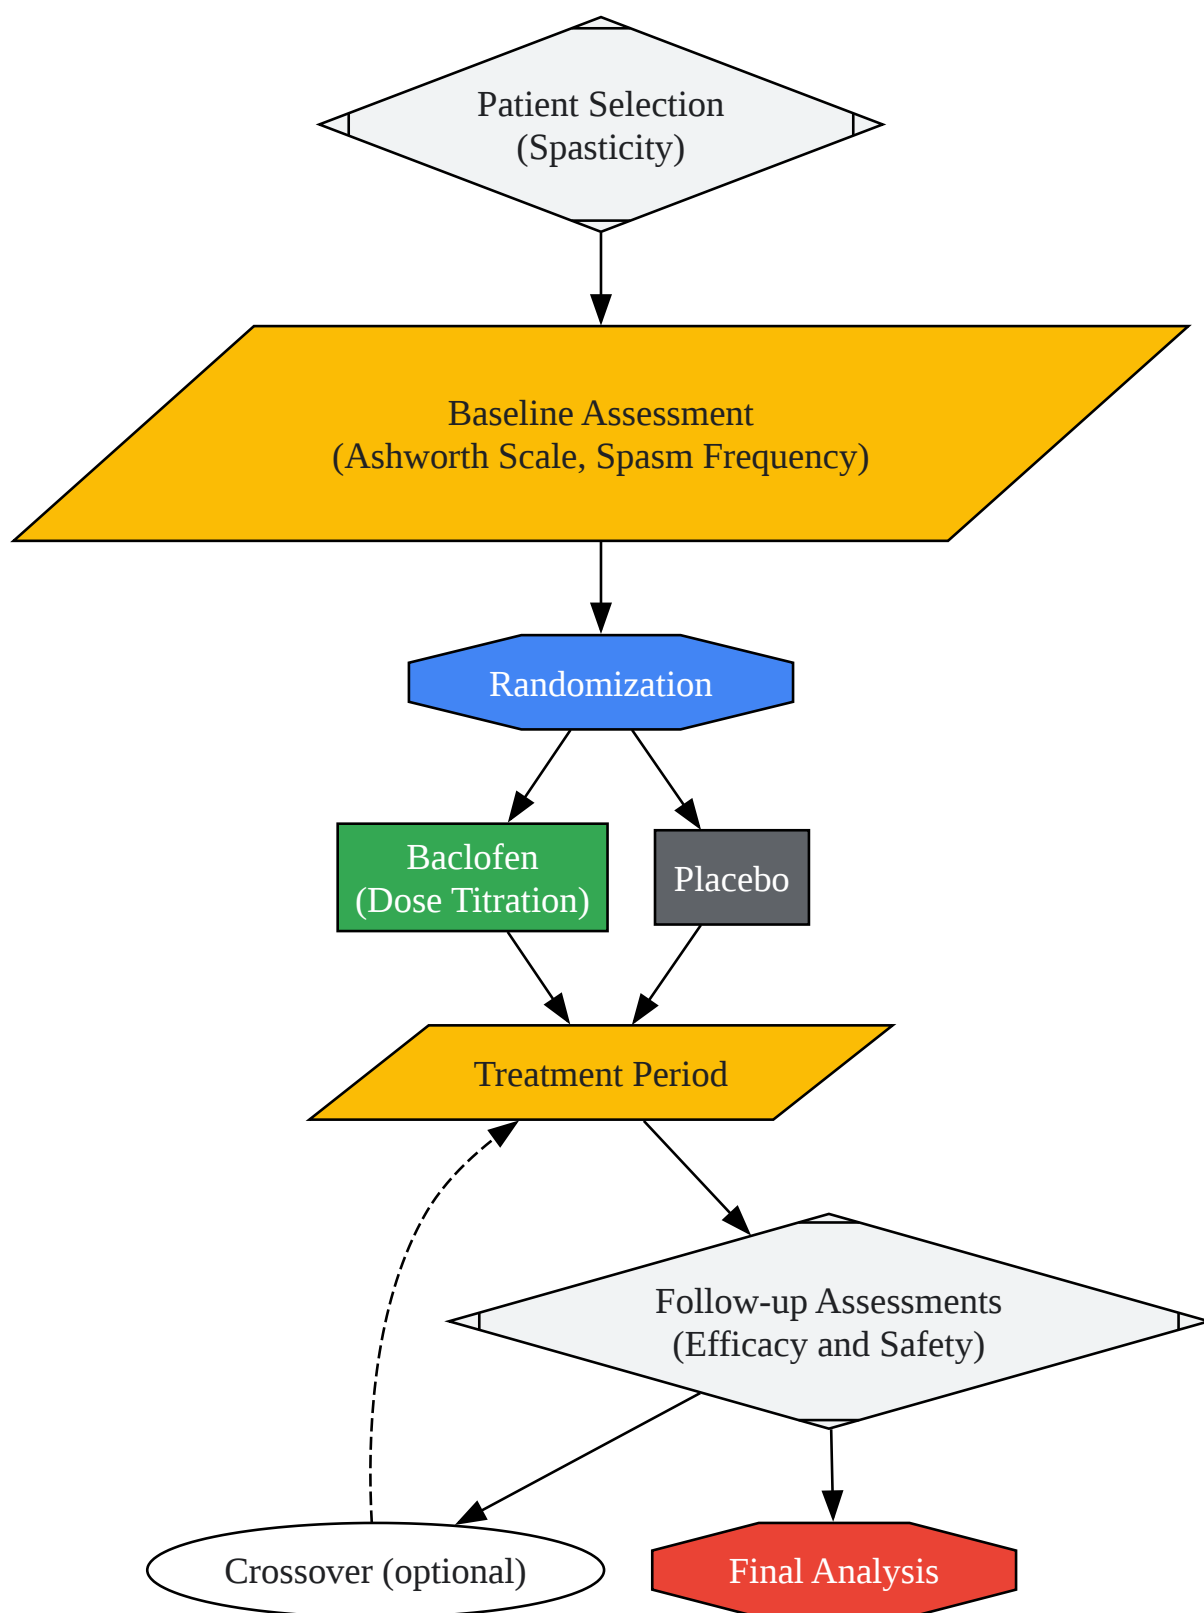 Patient Selection
(Spasticity)
Baseline Assessment
(Ashworth Scale, Spasm Frequency)
Randomization
Baclofen
(Dose Titration)
Placebo
Treatment Period
Follow-up Assessments
(Efficacy and Safety)
Crossover (optional)
Final Analysis